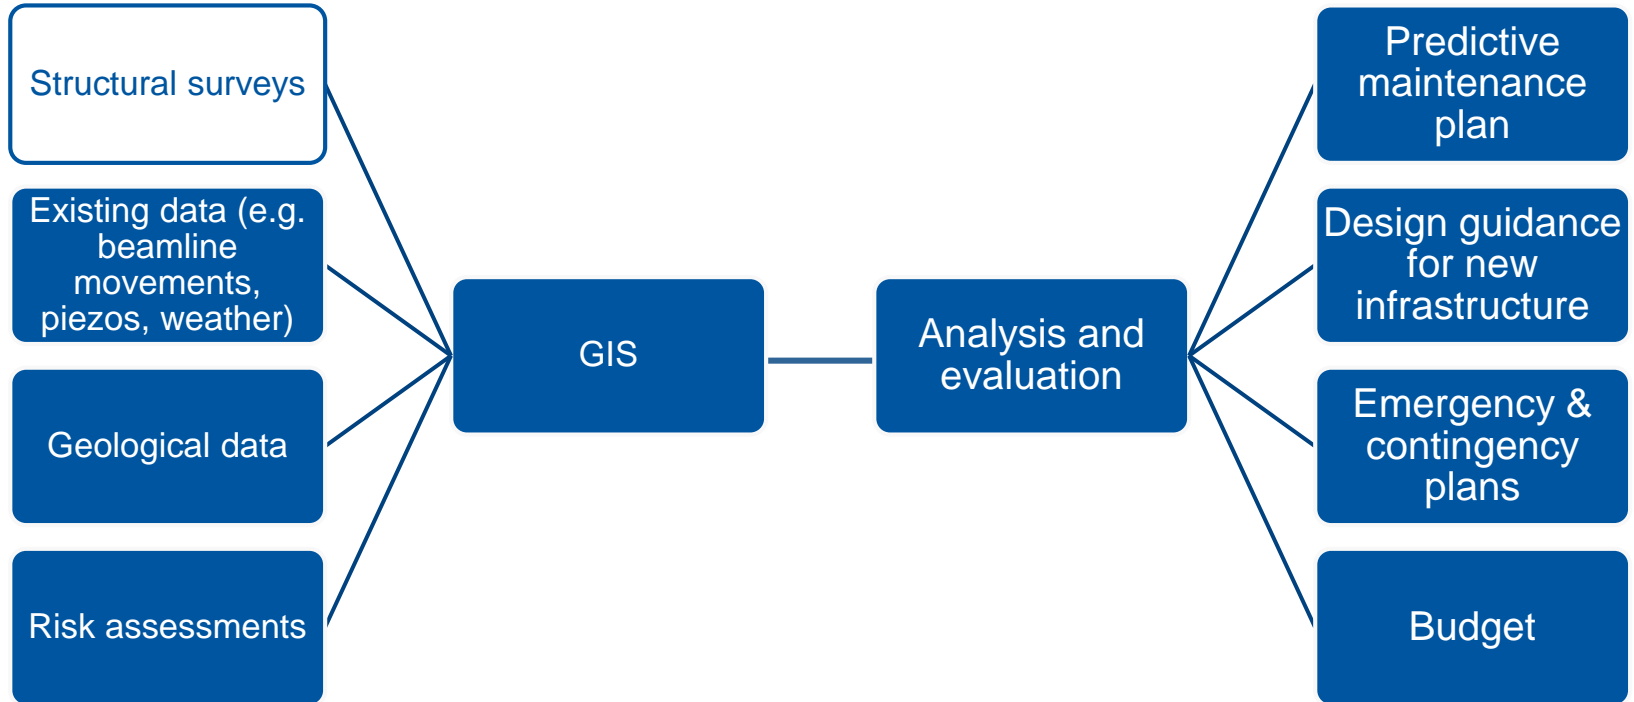 Structural surveys
Existing data (e.g.
beamline
movements,
piezos, weather)
Geological data
Risk assessments
GIS
Analysis and
evaluation
Predictive
maintenance
plan
Design guidance
for new
infrastructure
Emergency &
contingency
plans
Budget